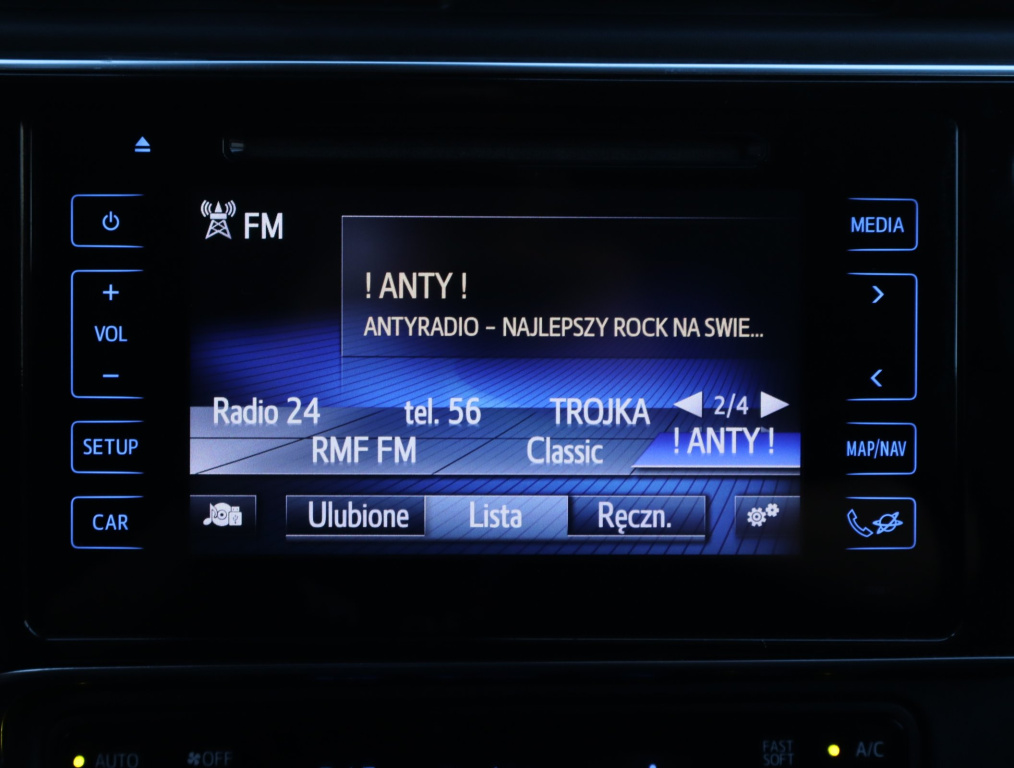 FM
MEDIA
! ANTY !
ANTYRADIO - NAJLEPSZY ROCK NA SWIE...
+
VOL
−
Radio 24 tel. 56 TROJKA 2/4
RMF FM Classic ! ANTY !
SETUP
MAP/NAV
CAR
Ulubione Lista Ręczn.
AUTO OFF FAST SOFT A/C